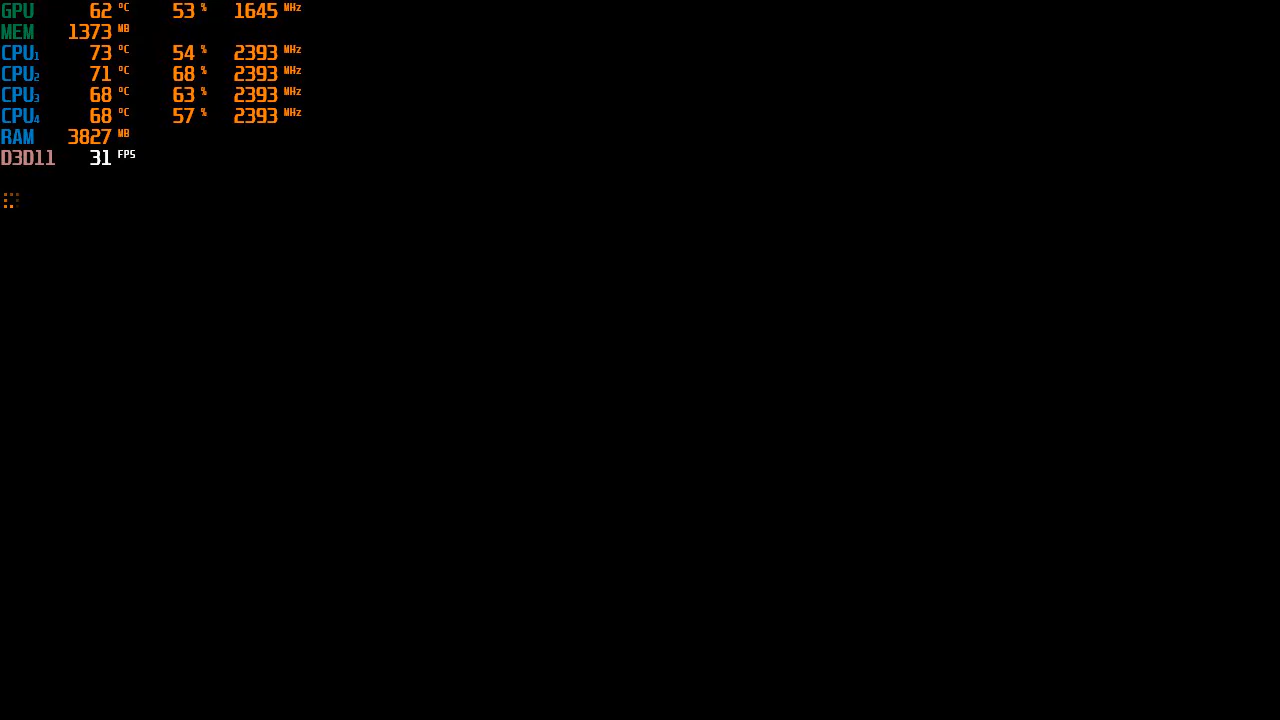 GPU 62 °C 53 % 1645 MHz
MEM 1373 MB
CPU1 73 °C 54 % 2393 MHz
CPU2 71 °C 68 % 2393 MHz
CPU3 68 °C 63 % 2393 MHz
CPU4 68 °C 57 % 2393 MHz
RAM 3827 MB
D3D11 31 FPS